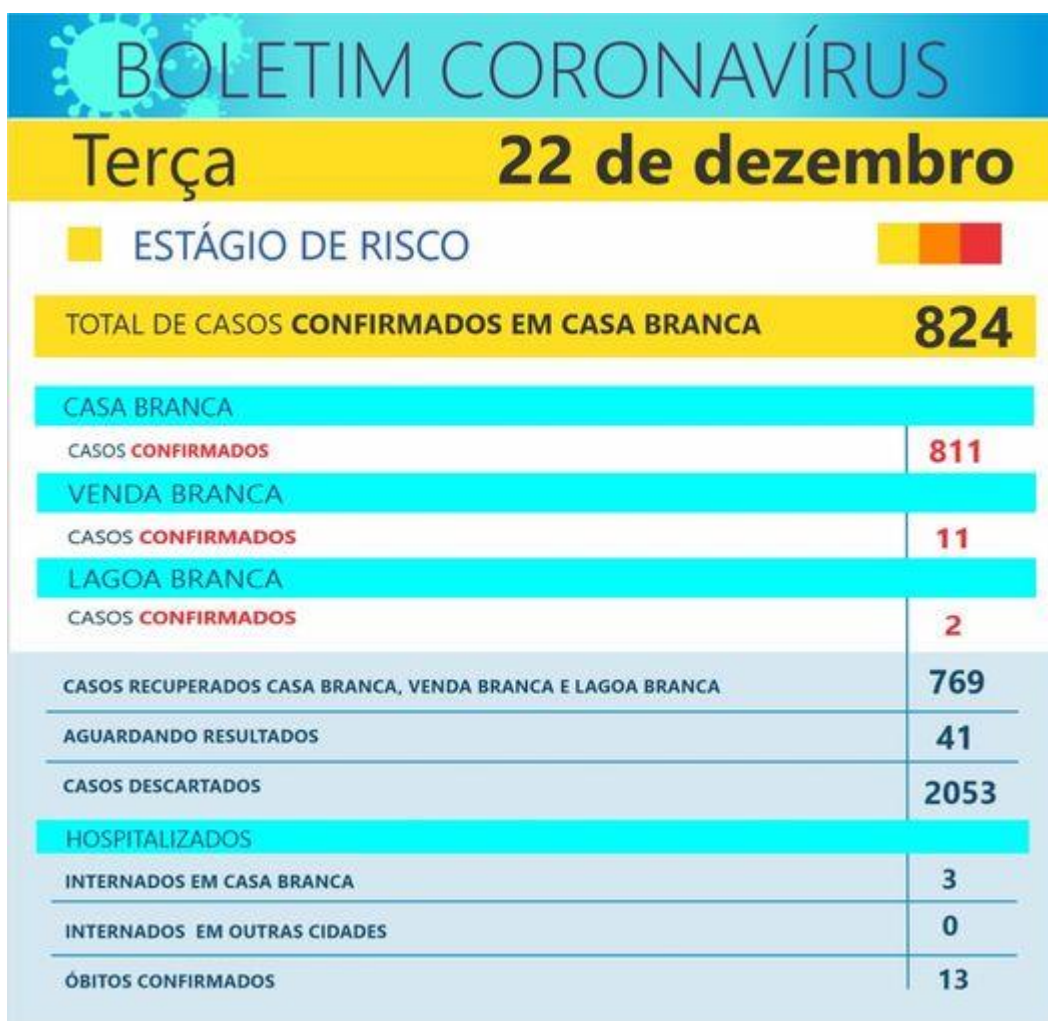 BOLETIM CORONAVÍRUS
Terça 22 de dezembro
ESTÁGIO DE RISCO
TOTAL DE CASOS CONFIRMADOS EM CASA BRANCA 824
CASA BRANCA
CASOS CONFIRMADOS 811
VENDA BRANCA
CASOS CONFIRMADOS 11
LAGOA BRANCA
CASOS CONFIRMADOS 2
CASOS RECUPERADOS CASA BRANCA, VENDA BRANCA E LAGOA BRANCA 769
AGUARDANDO RESULTADOS 41
CASOS DESCARTADOS 2053
HOSPITALIZADOS
INTERNADOS EM CASA BRANCA 3
INTERNADOS EM OUTRAS CIDADES 0
ÓBITOS CONFIRMADOS 13